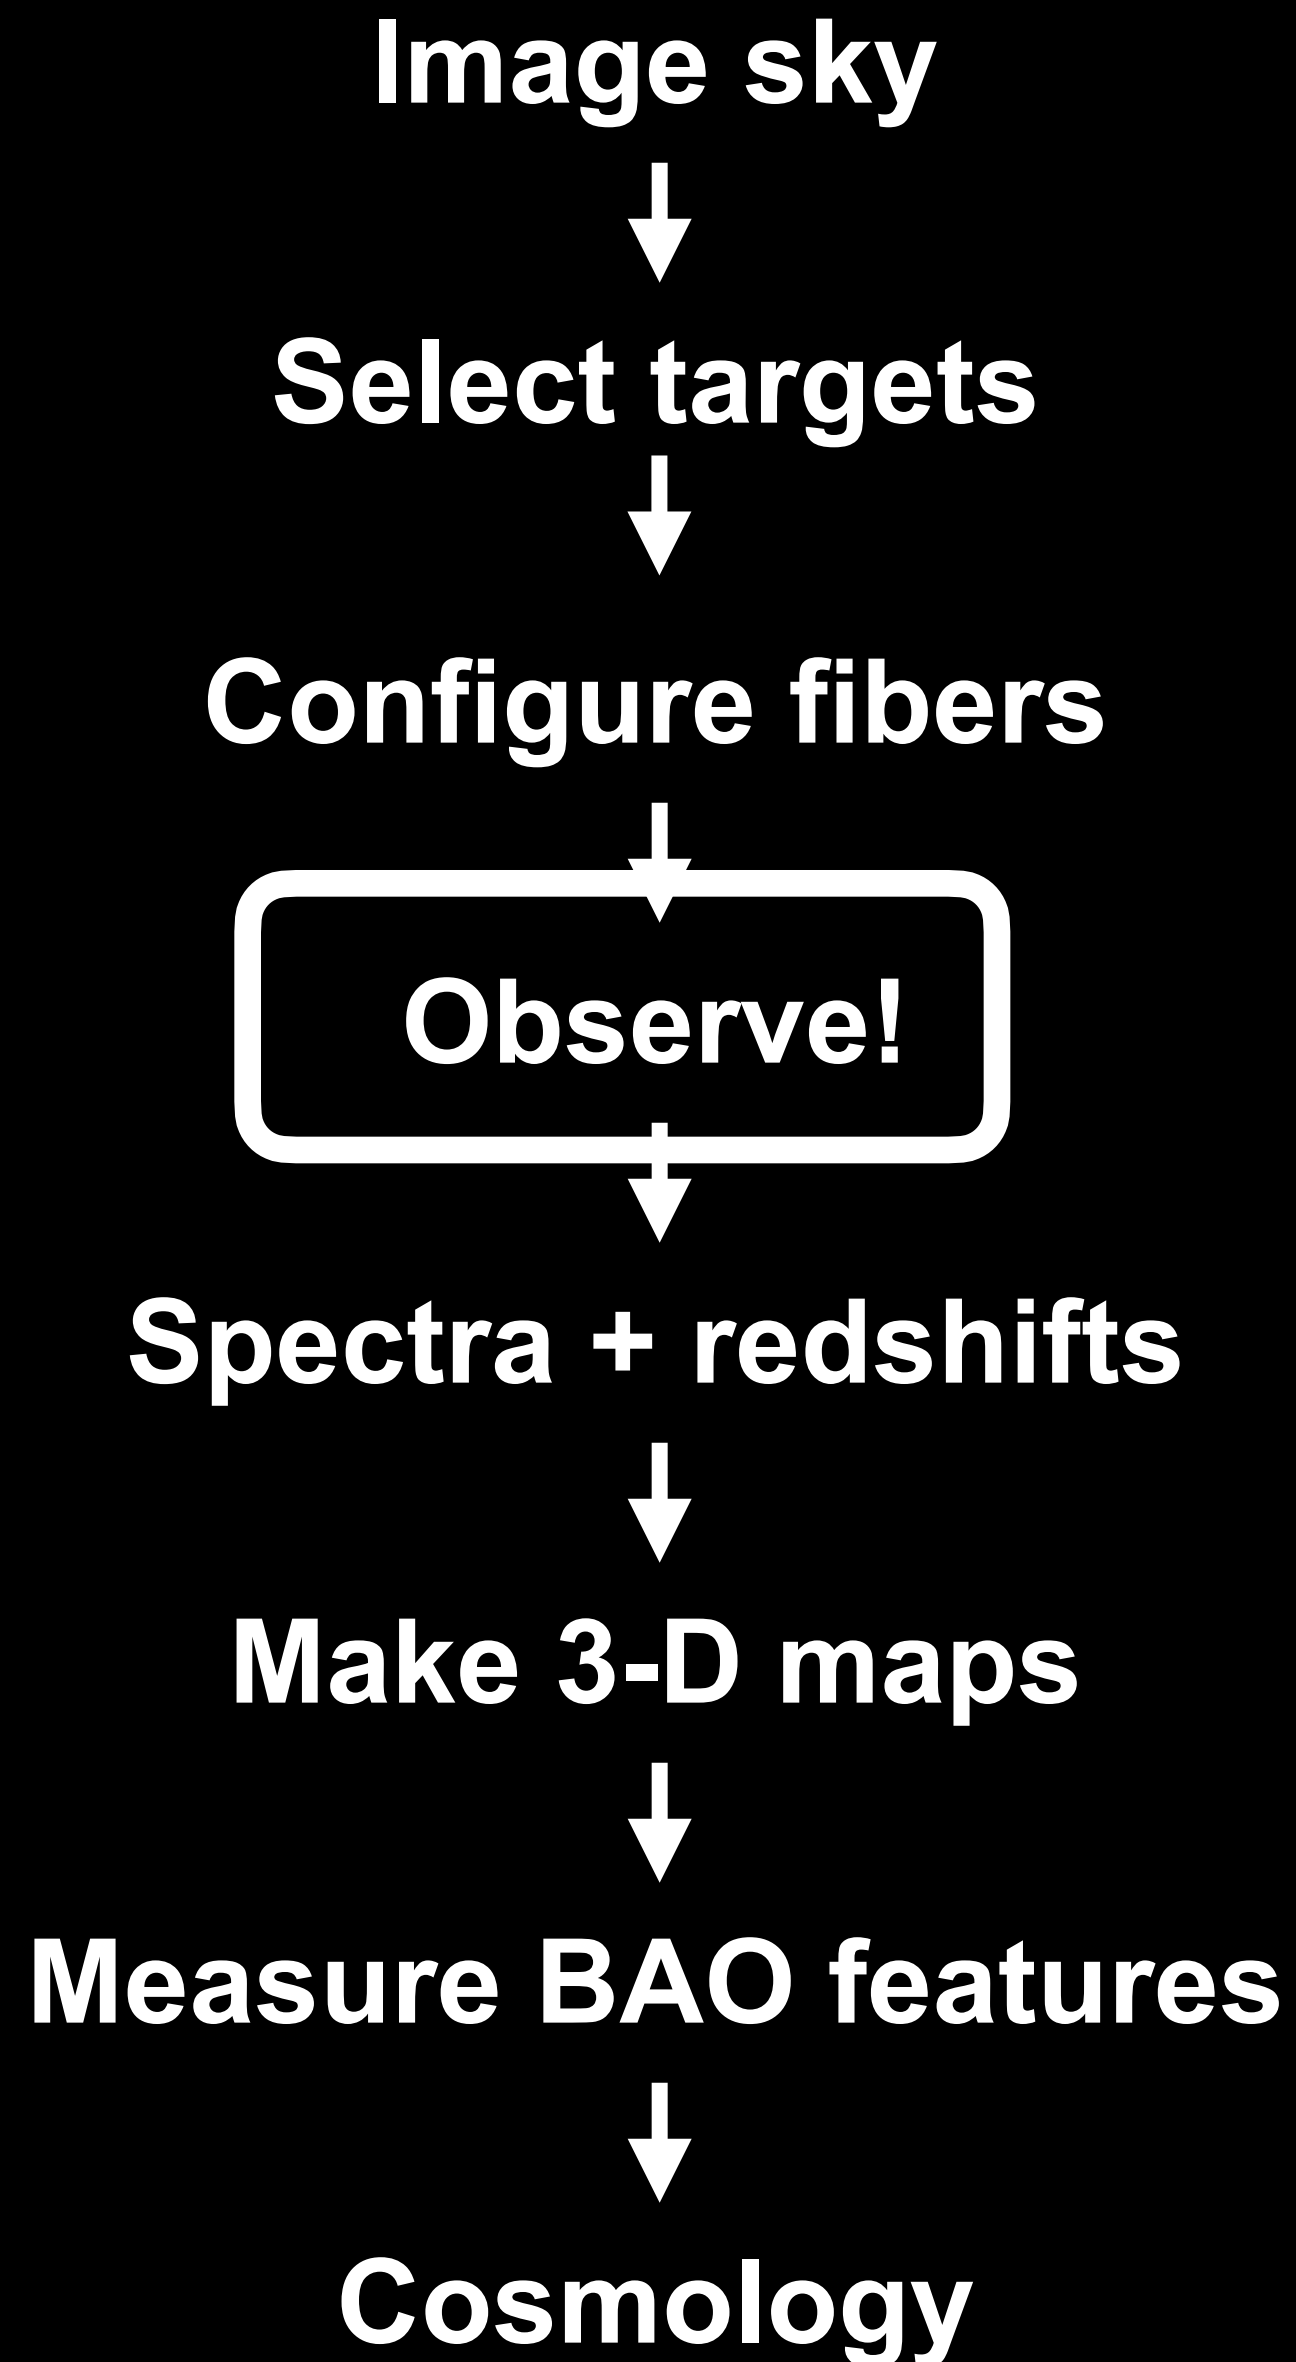 Image sky
Select targets
Configure fibers
Observe!
Spectra + redshifts
Make 3-D maps
Measure BAO features
Cosmology